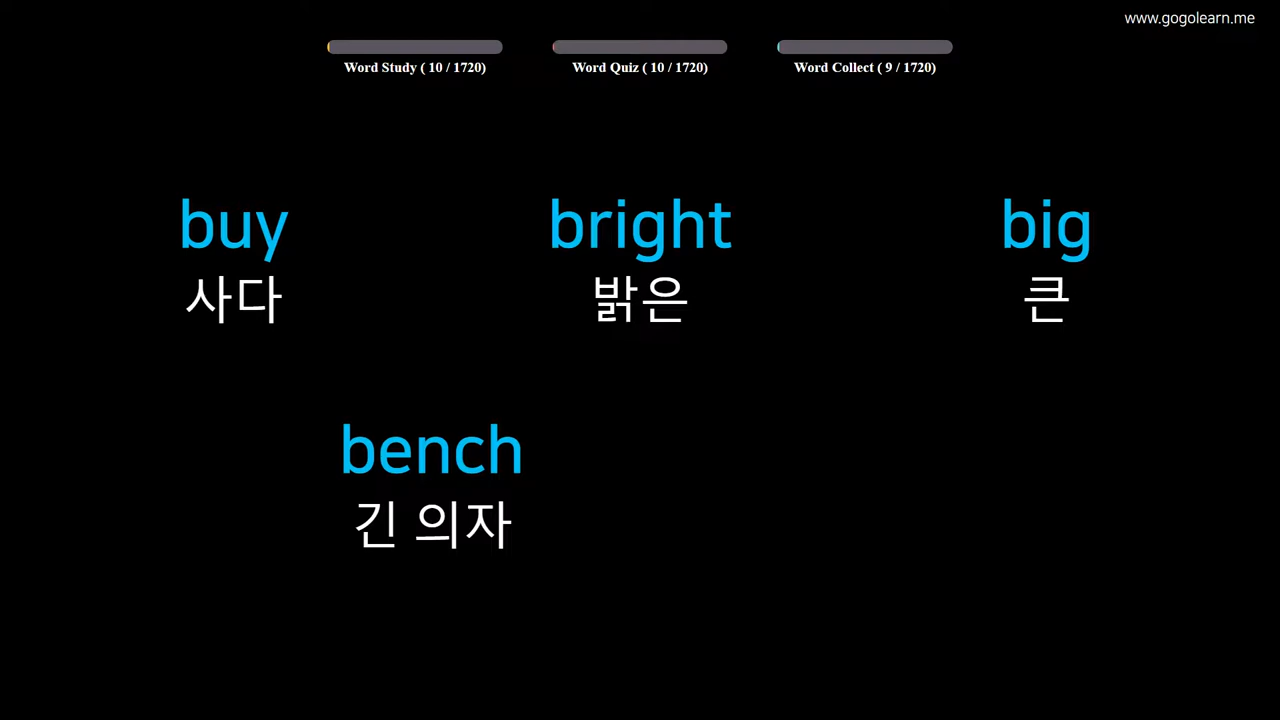 www.gogolearn.me
Word Study ( 10 / 1720)
Word Quiz ( 10 / 1720)
Word Collect ( 9 / 1720)
buy
사다
bright
밝은
big
큰
bench
긴 의자